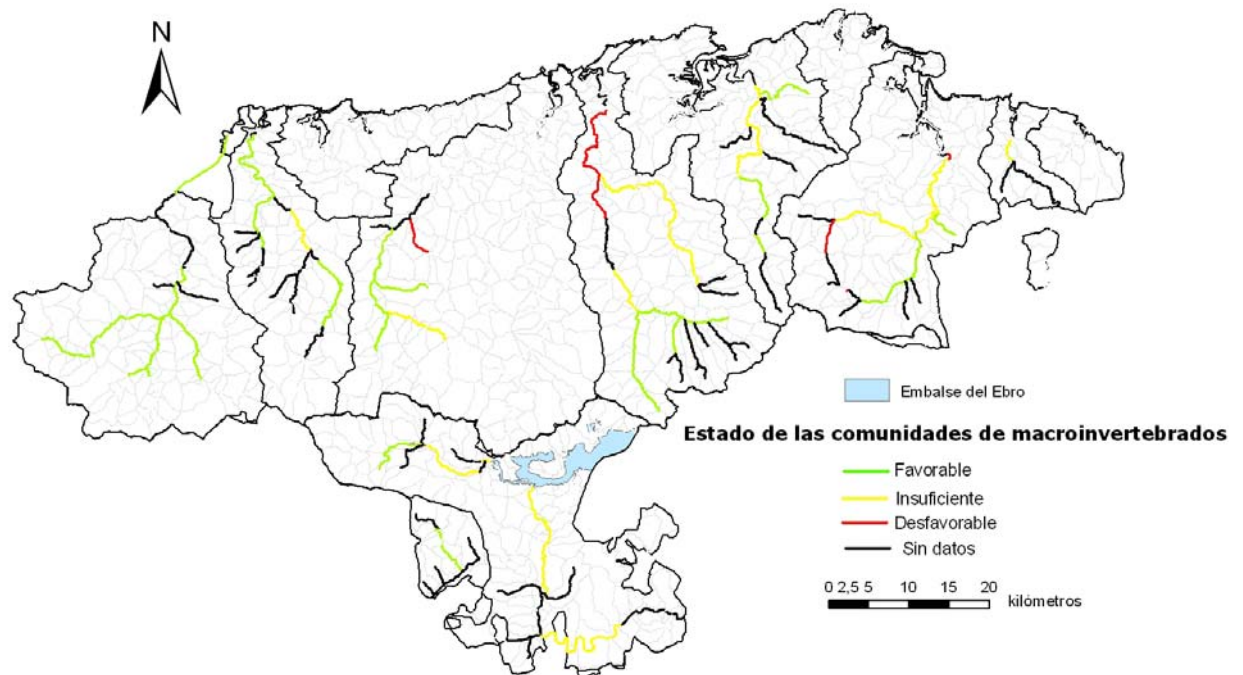 N
Embalse del Ebro
Estado de las comunidades de macroinvertebrados
Favorable
Insuficiente
Desfavorable
Sin datos
0 2,5 5 10 15 20
kilómetros